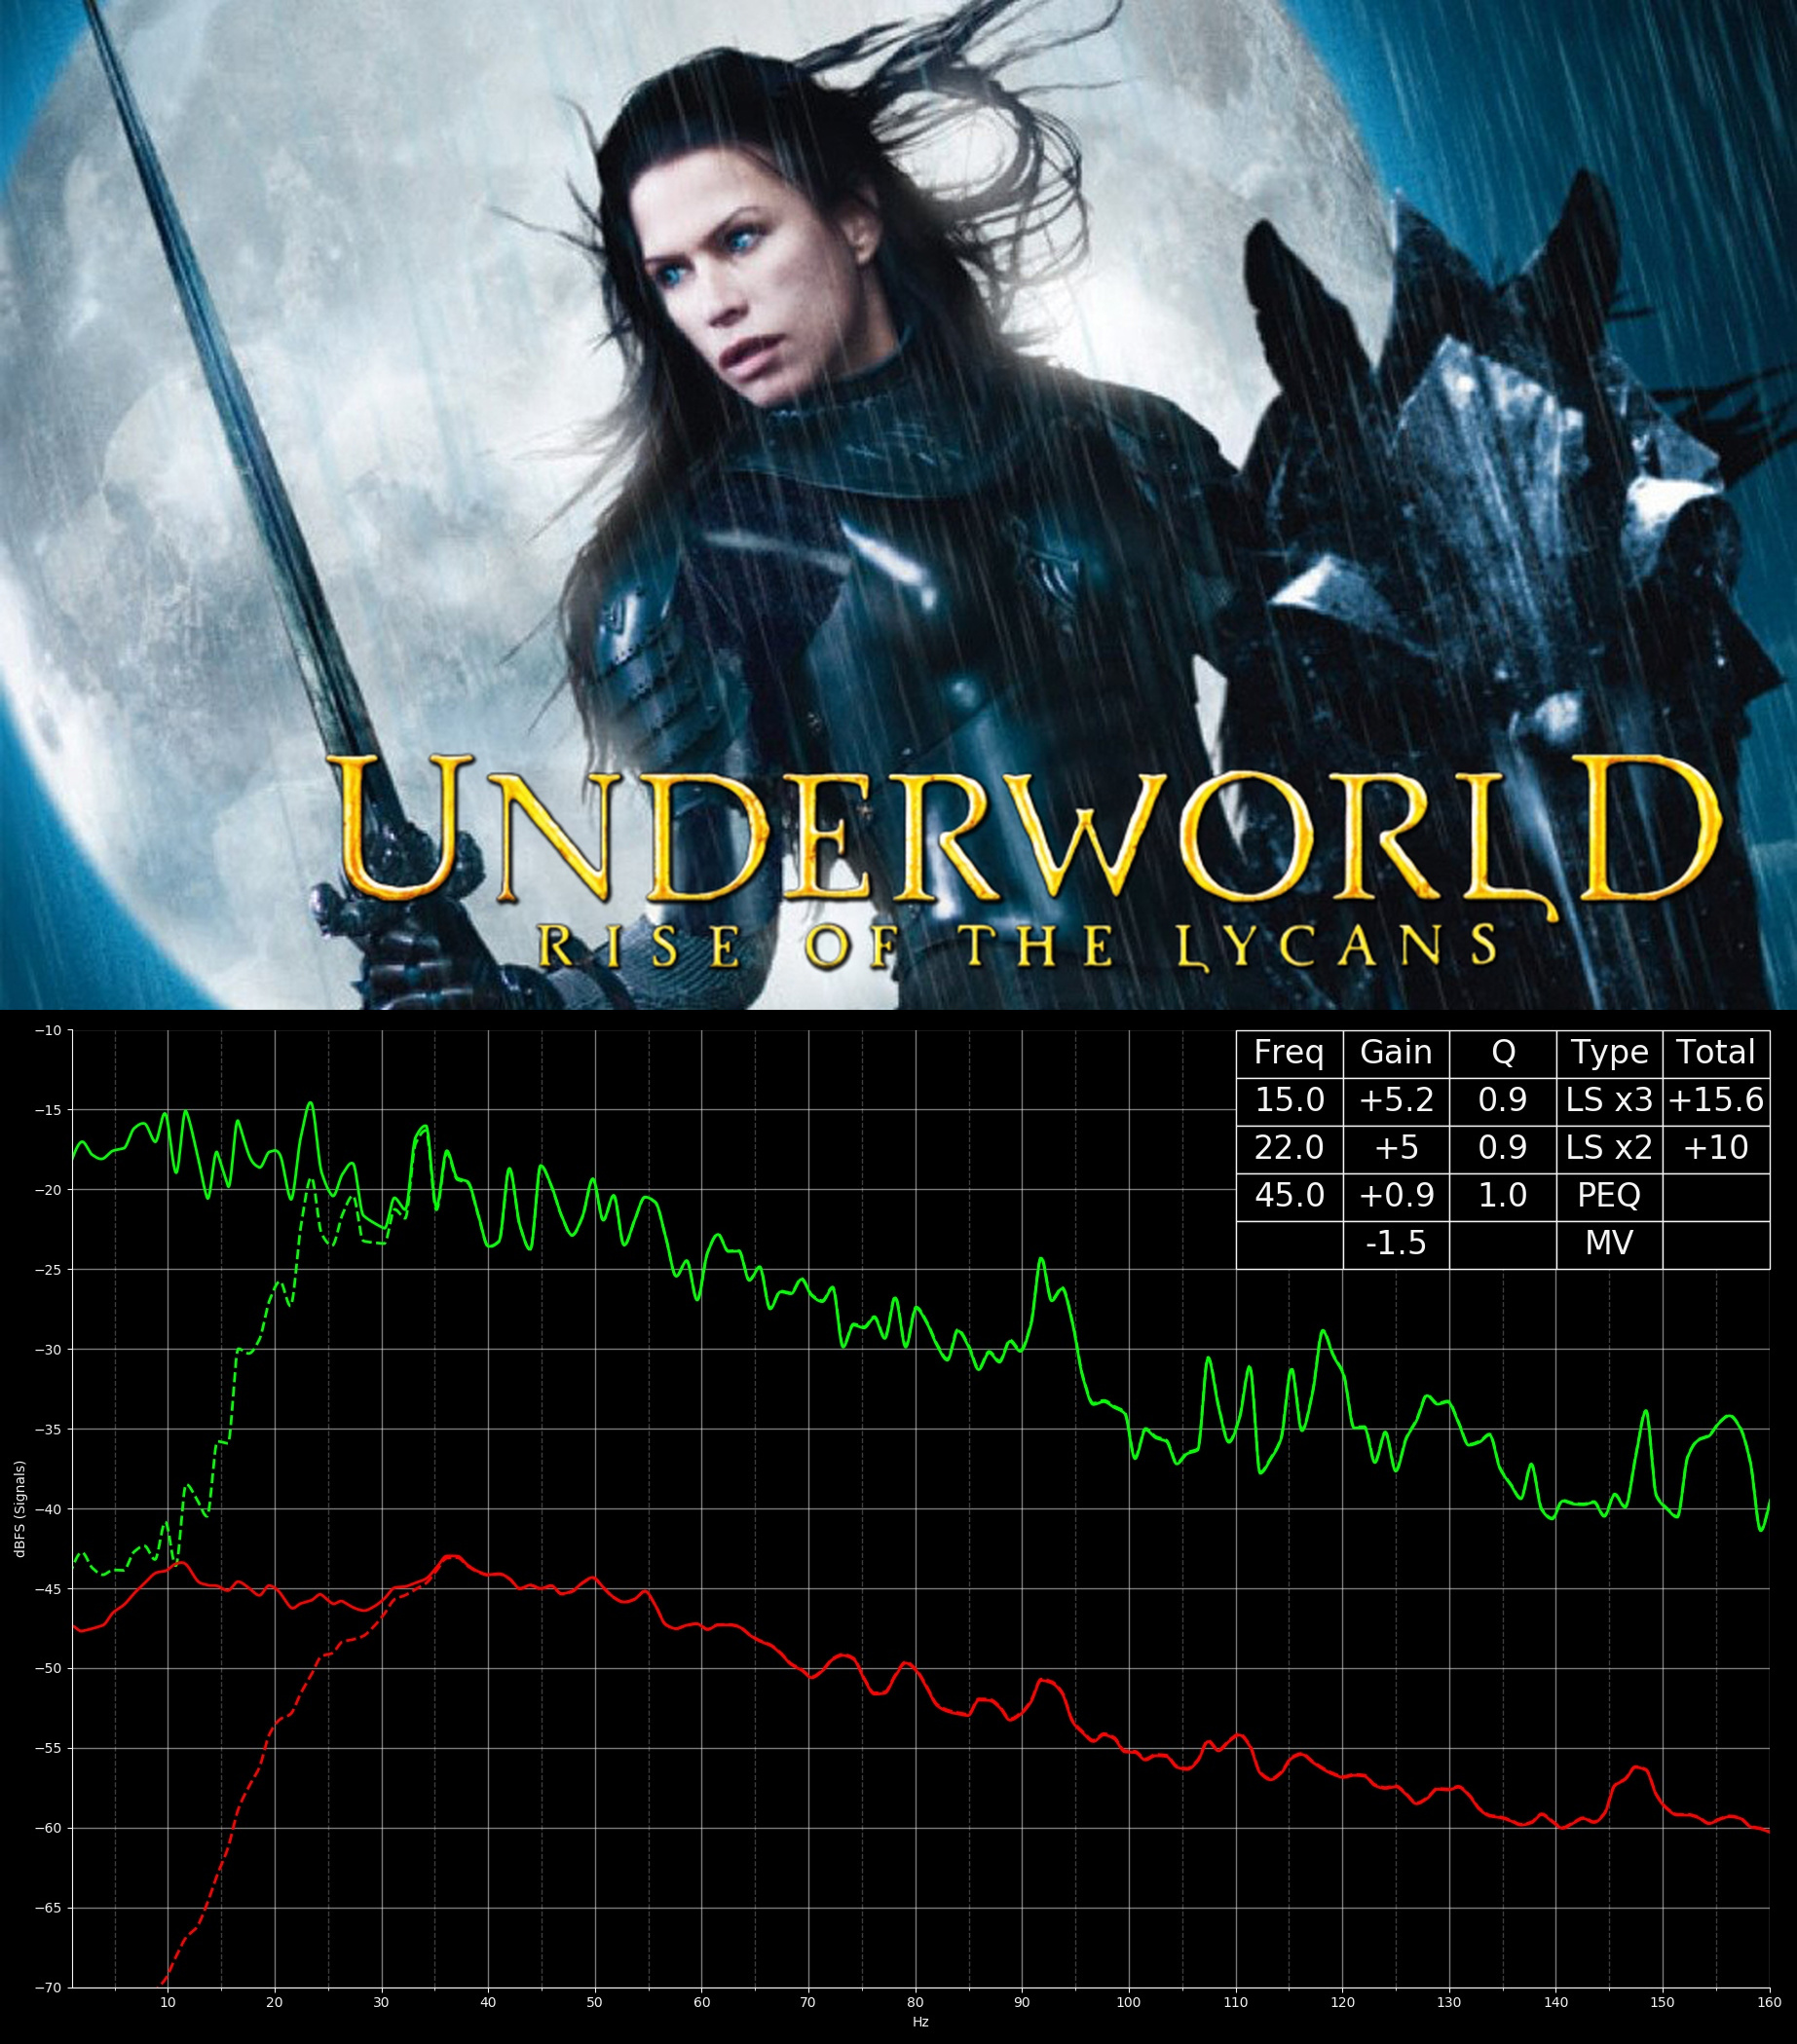 UNDERWORLD
RISE OF THE LYCANS
Freq Gain Q Type Total
15.0 +5.2 0.9 LS x3 +15.6
22.0 +5 0.9 LS x2 +10
45.0 +0.9 1.0 PEQ
-1.5 MV
−10
−15
−20
−25
−30
−35
−40
−45
−50
−55
−60
−65
−70
dBFS (Signals)
10 20 30 40 50 60 70 80 90 100 110 120 130 140 150 160
Hz